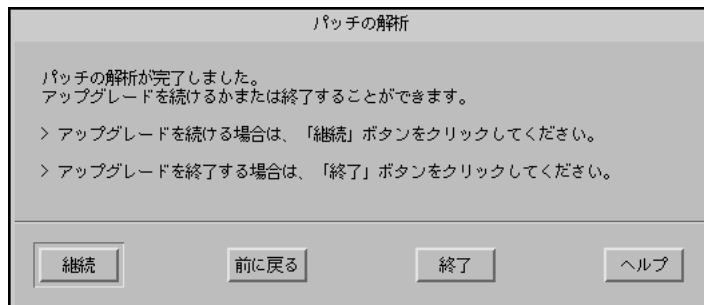 パッチの解析
パッチの解析が完了しました。
アップグレードを続けるかまたは終了することができます。
> アップグレードを続ける場合は、「継続」ボタンをクリックしてください。
> アップグレードを終了する場合は、「終了」ボタンをクリックしてください。
継続 前に戻る 終了 ヘルプ